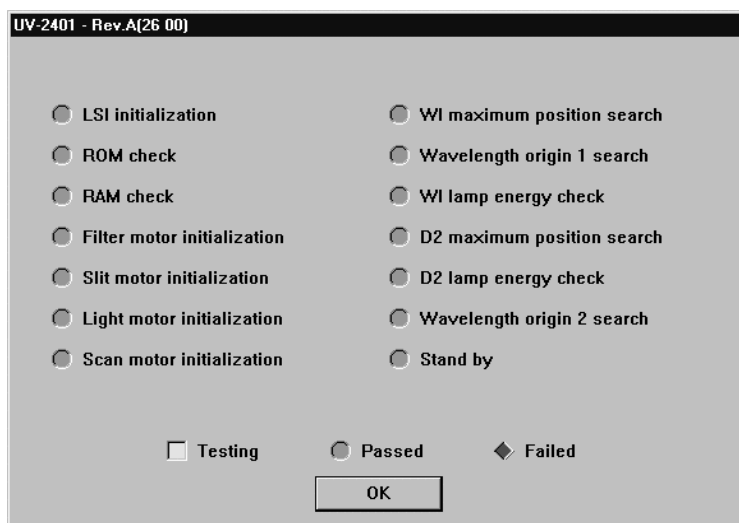 UV-2401 - Rev.A(26 00)
LSI initialization
ROM check
RAM check
Filter motor initialization
Slit motor initialization
Light motor initialization
Scan motor initialization
WI maximum position search
Wavelength origin 1 search
WI lamp energy check
D2 maximum position search
D2 lamp energy check
Wavelength origin 2 search
Stand by
Testing Passed Failed
OK